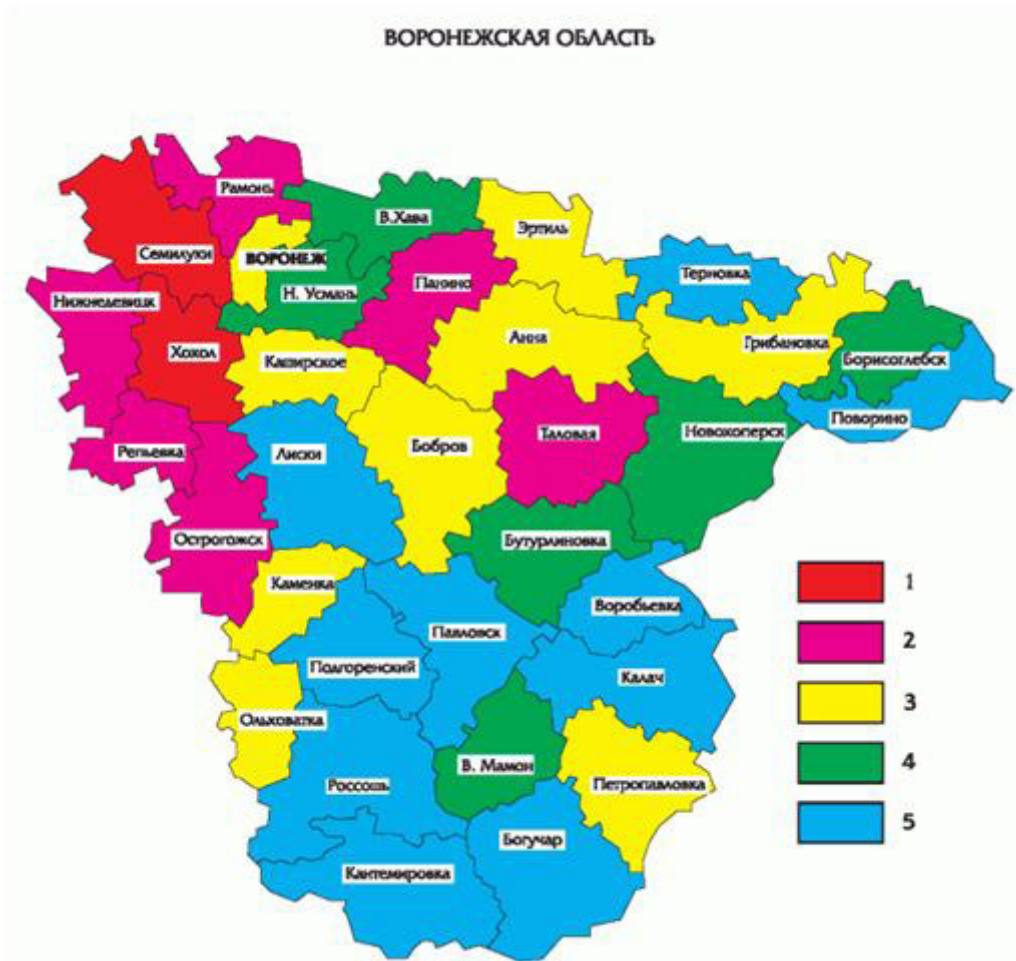 ВОРОНЕЖСКАЯ ОБЛАСТЬ
Рамонь
В.Хава
Эртиль
Семилуки
ВОРОНЕЖ
Терновка
Нижнедевицк
Н. Усмань
Панино
Хохол
Каширское
Анна
Грибановка
Борисоглебск
Поворино
Репьевка
Лиски
Бобров
Таловая
Новохоперск
Острогожск
Бутурлиновка
Каменка
1
Воробьевка
Павловск
2
Подгоренский
Калач
3
Ольховатка
В. Мамон
4
Россошь
Петропавловка
5
Богучар
Кантемировка